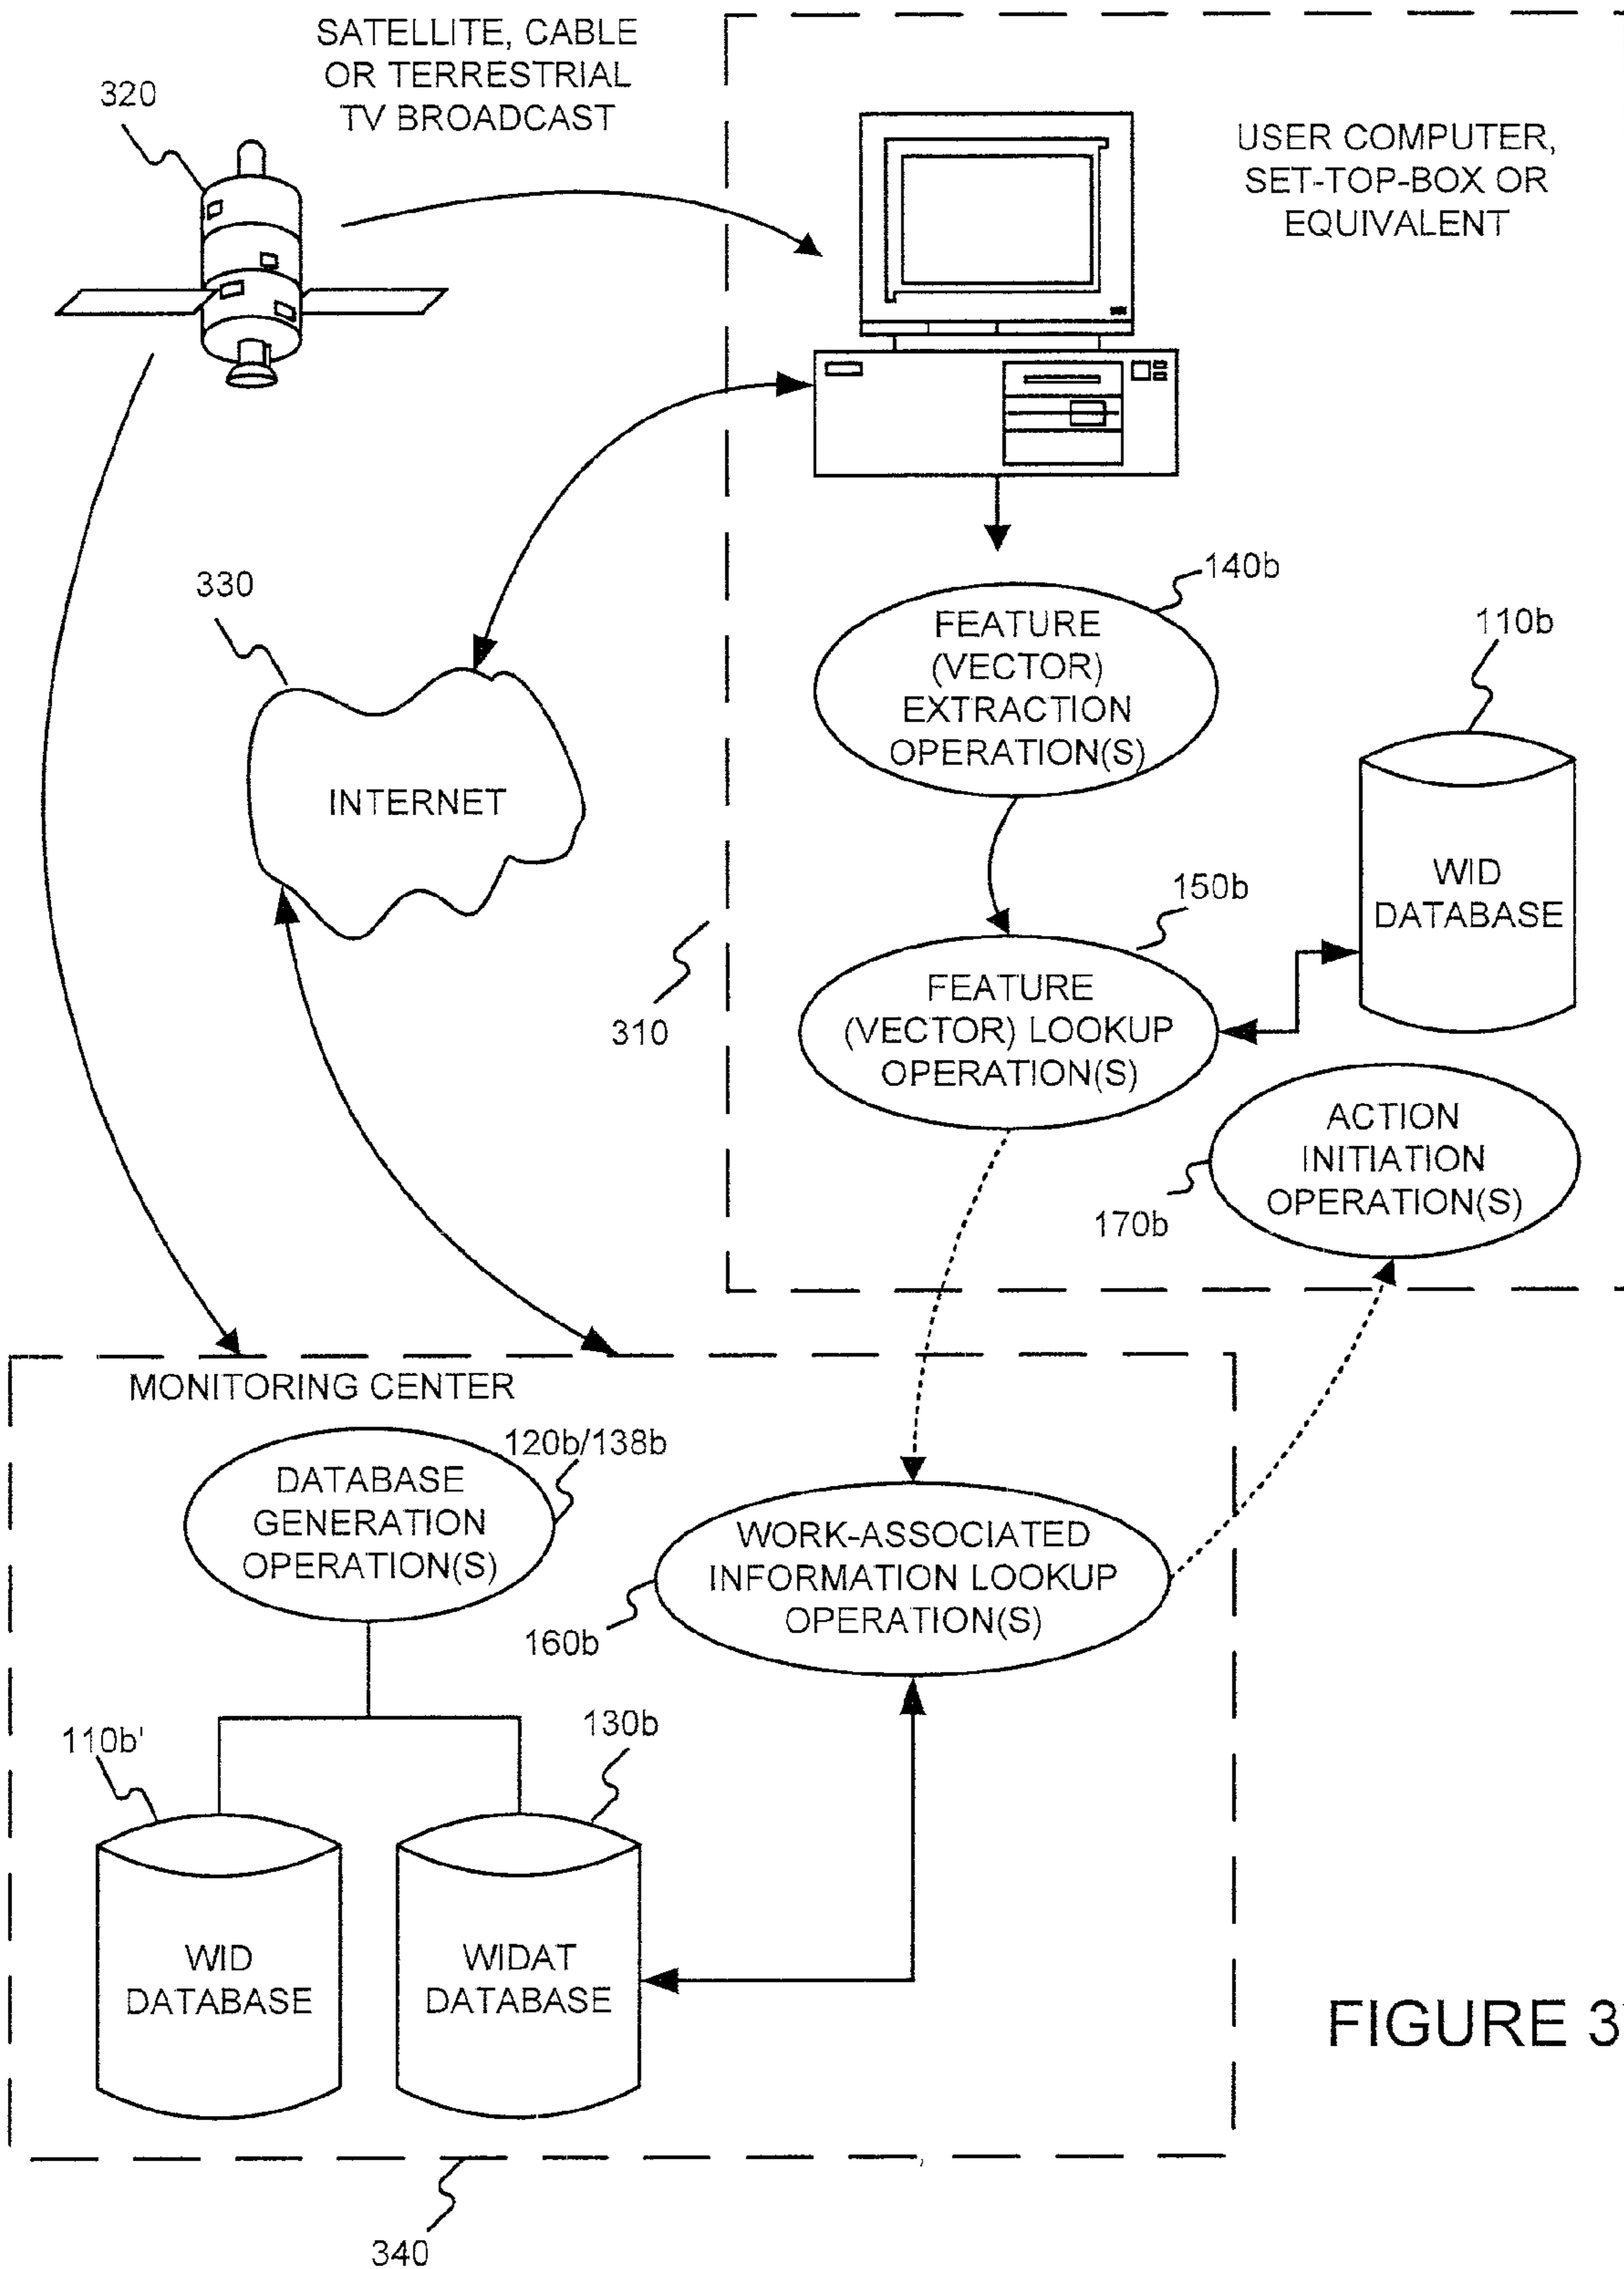 SATELLITE, CABLE
OR TERRESTRIAL
TV BROADCAST
320
USER COMPUTER,
SET-TOP-BOX OR
EQUIVALENT
330
INTERNET
140b
FEATURE
(VECTOR)
EXTRACTION
OPERATION(S)
110b
WID
DATABASE
150b
FEATURE
(VECTOR) LOOKUP
OPERATION(S)
310
ACTION
INITIATION
OPERATION(S)
170b
MONITORING CENTER
120b/138b
DATABASE
GENERATION
OPERATION(S)
WORK-ASSOCIATED
INFORMATION LOOKUP
OPERATION(S)
160b
110b'
130b
WID
DATABASE
WIDAT
DATABASE
FIGURE 3
340